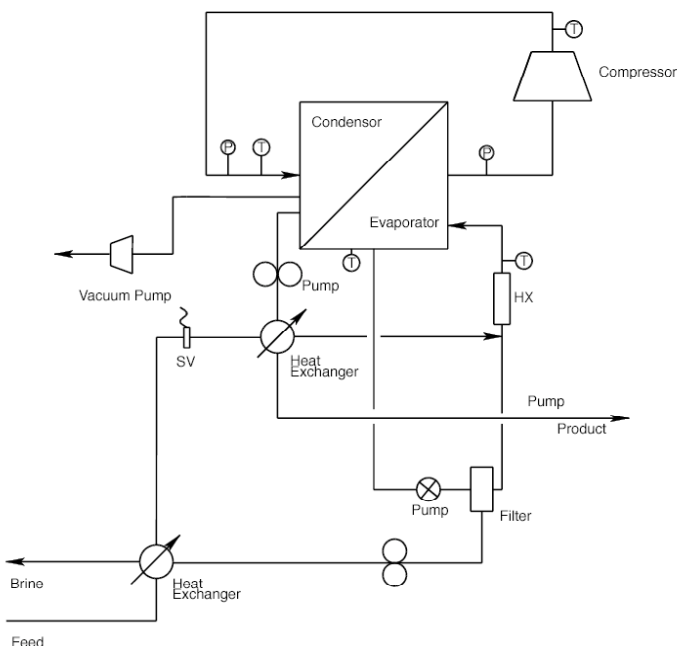 T
Compressor
Condensor
P
T
P
Evaporator
T
T
Pump
HX
Vacuum Pump
SV
Heat
Exchanger
Pump
Product
Pump
Filter
Brine
Heat
Exchanger
Feed